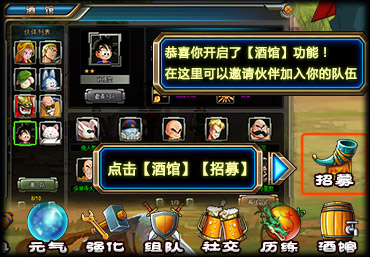 酒馆
伙伴列表
恭喜你开启了【酒馆】功能！
在这里可以邀请伙伴加入你的队伍
点击【酒馆】【招募】
招募
8/10
元气
强化
组队
社交
历练
酒馆